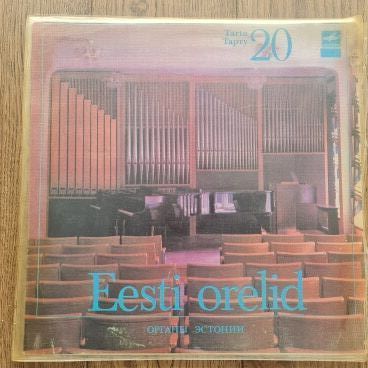 Tartu
Тарту 20
Eesti orelid
ОРГАНЫ ЭСТОНИИ